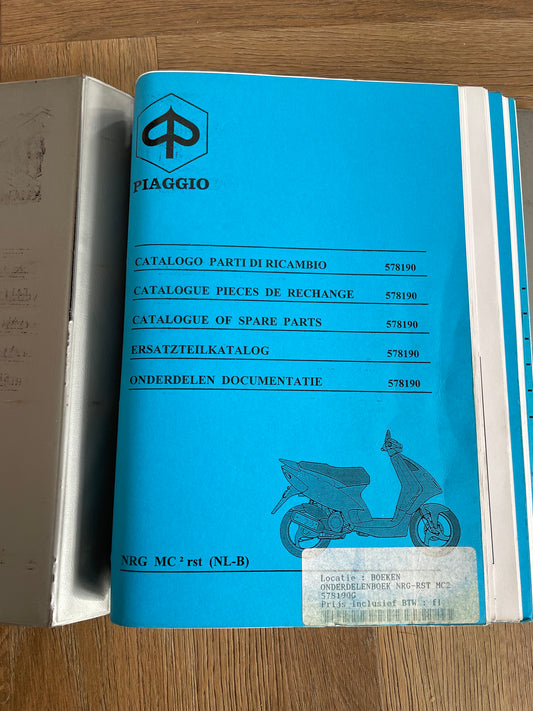 PIAGGIO
CATALOGO PARTI DI RICAMBIO 578190
CATALOGUE PIECES DE RECHANGE 578190
CATALOGUE OF SPARE PARTS 578190
ERSATZTEILKATALOG 578190
ONDERDELEN DOCUMENTATIE 578190
NRG MC² rst (NL-B)
Locatie : BOEKEN
ONDERDELENBOEK NRG-RST MC2
578190G
Prijs inclusief BTW : fl